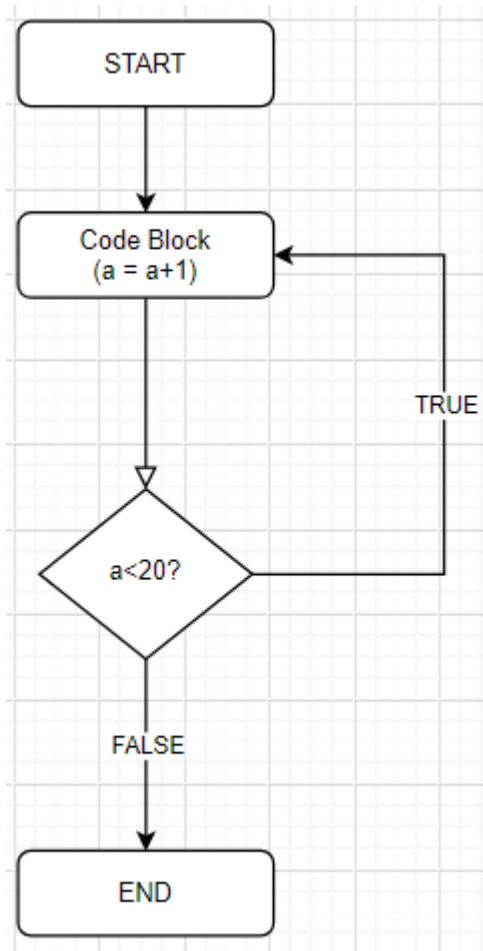 START
Code Block
(a = a+1)
TRUE
a<20?
FALSE
END